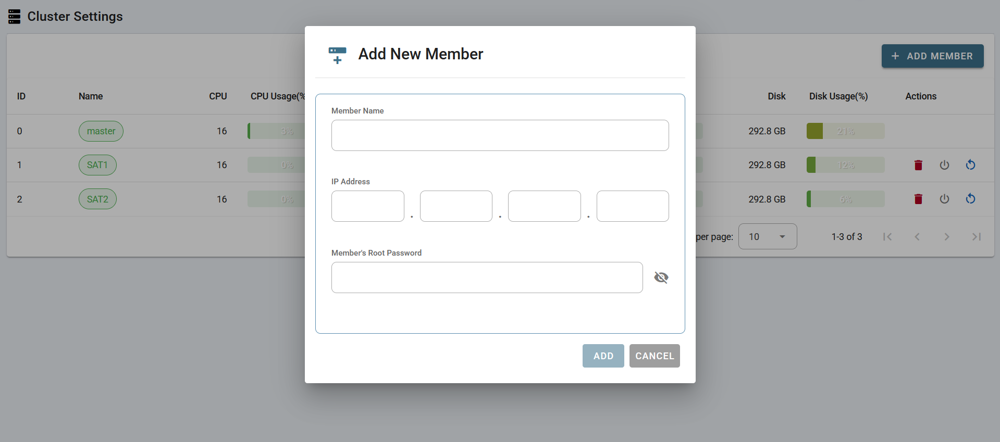 Cluster Settings
Add New Member
ADD MEMBER
ID Name CPU CPU Usage(% Disk Disk Usage(%) Actions
Member Name
0 master 16 3% 292.8 GB 21%
1 SAT1 16 0% 292.8 GB 12%
IP Address
2 SAT2 16 0% 292.8 GB 6%
. . .
per page: 10 1-3 of 3
Member's Root Password
ADD CANCEL